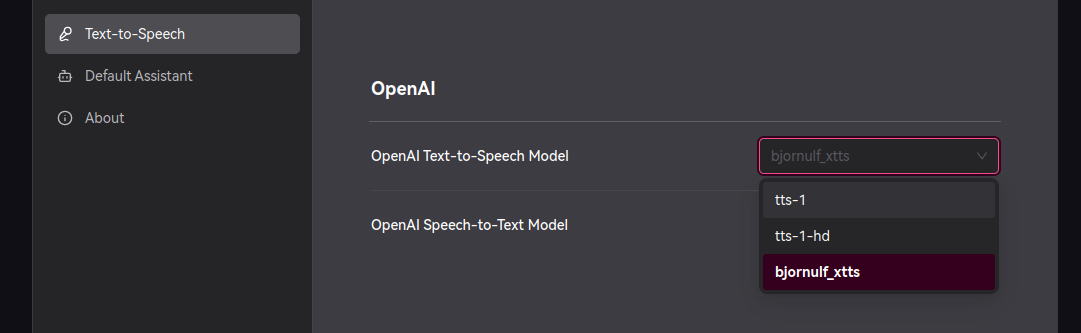 Text-to-Speech
Default Assistant
About
OpenAI
OpenAI Text-to-Speech Model
bjornulf_xtts
tts-1
tts-1-hd
bjornulf_xtts
OpenAI Speech-to-Text Model